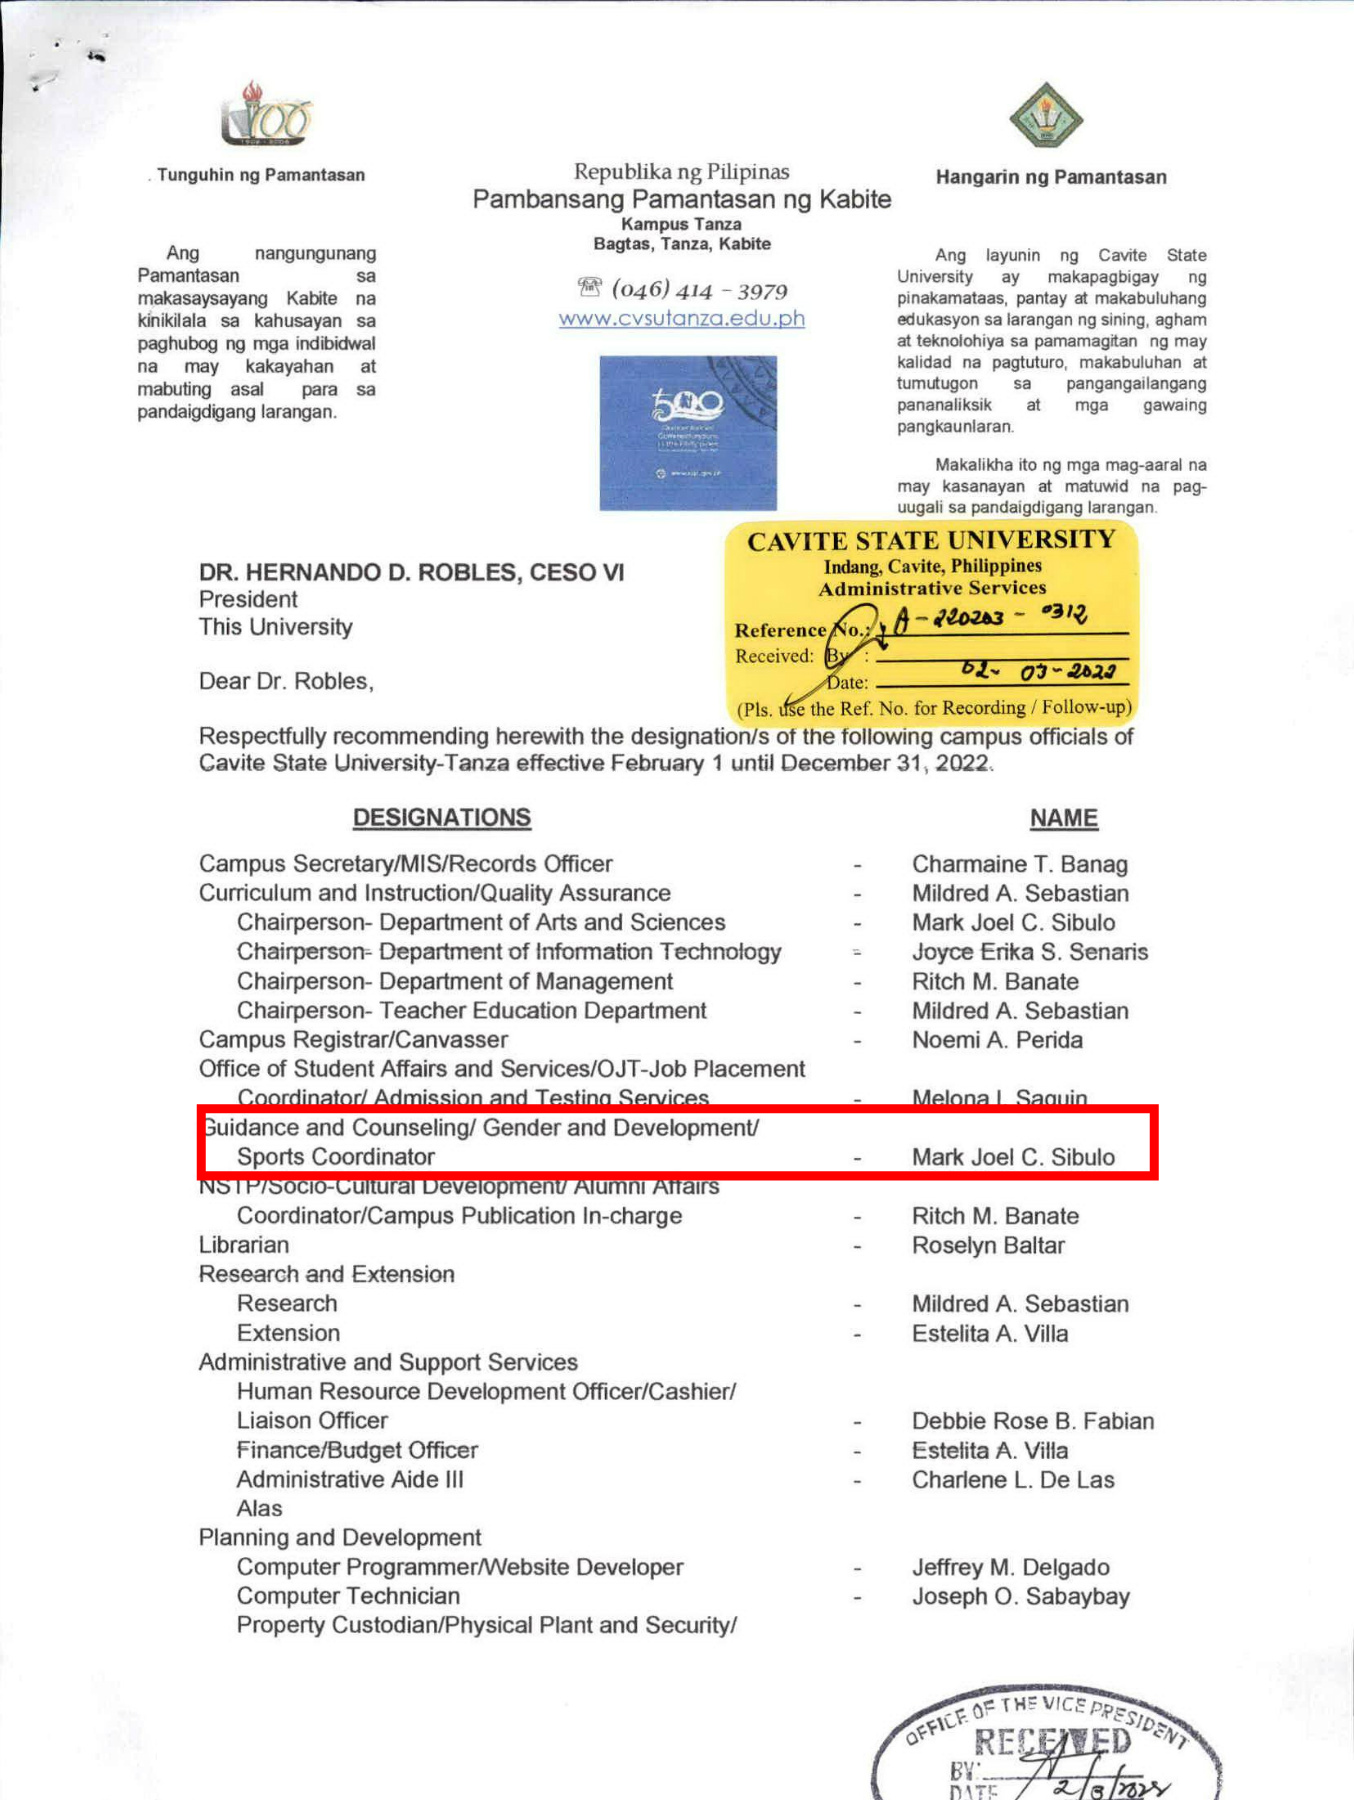 Tunguhin ng Pamantasan
Ang nangungunang
Pamantasan sa
makasaysayang Kabite na
kinikilala sa kahusayan sa
paghubog ng mga indibidwal
na may kakayahan at
mabuting asal para sa
pandaigdigang larangan.
Republika ng Pilipinas
Pambansang Pamantasan ng Kabite
Kampus Tanza
Bagtas, Tanza, Kabite
(046) 414 – 3979
www.cvsutanza.edu.ph
500
Hangarin ng Pamantasan
Ang layunin ng Cavite State
University ay makapagbigay ng
pinakamataas, pantay at makabuluhang
edukasyon sa larangan ng sining, agham
at teknolohiya sa pamamagitan ng may
kalidad na pagtuturo, makabuluhan at
tumutugon sa pangangailangang
pananaliksik at mga gawaing
pangkaunlaran.
Makalikha ito ng mga mag-aaral na
may kasanayan at matuwid na pag-
uugali sa pandaigdigang larangan.
CAVITE STATE UNIVERSITY
Indang, Cavite, Philippines
Administrative Services
Reference No.: A-220203-0312
Received: By :
Date: 02-03-2022
(Pls. use the Ref. No. for Recording / Follow-up)
DR. HERNANDO D. ROBLES, CESO VI
President
This University
Dear Dr. Robles,
Respectfully recommending herewith the designation/s of the following campus officials of
Cavite State University-Tanza effective February 1 until December 31, 2022.
DESIGNATIONS NAME
Campus Secretary/MIS/Records Officer - Charmaine T. Banag
Curriculum and Instruction/Quality Assurance - Mildred A. Sebastian
Chairperson- Department of Arts and Sciences - Mark Joel C. Sibulo
Chairperson- Department of Information Technology - Joyce Erika S. Senaris
Chairperson- Department of Management - Ritch M. Banate
Chairperson- Teacher Education Department - Mildred A. Sebastian
Campus Registrar/Canvasser - Noemi A. Perida
Office of Student Affairs and Services/OJT-Job Placement
Coordinator/ Admission and Testing Services - Melona I. Saquin
Guidance and Counseling/ Gender and Development/
Sports Coordinator - Mark Joel C. Sibulo
NSTP/Socio-Cultural Development/ Alumni Affairs
Coordinator/Campus Publication In-charge - Ritch M. Banate
Librarian - Roselyn Baltar
Research and Extension
Research - Mildred A. Sebastian
Extension - Estelita A. Villa
Administrative and Support Services
Human Resource Development Officer/Cashier/
Liaison Officer - Debbie Rose B. Fabian
Finance/Budget Officer - Estelita A. Villa
Administrative Aide III - Charlene L. De Las
Alas
Planning and Development
Computer Programmer/Website Developer - Jeffrey M. Delgado
Computer Technician - Joseph O. Sabaybay
Property Custodian/Physical Plant and Security/
OFFICE OF THE VICE PRESIDENT
RECEIVED
BY:
DATE 2/3/2022